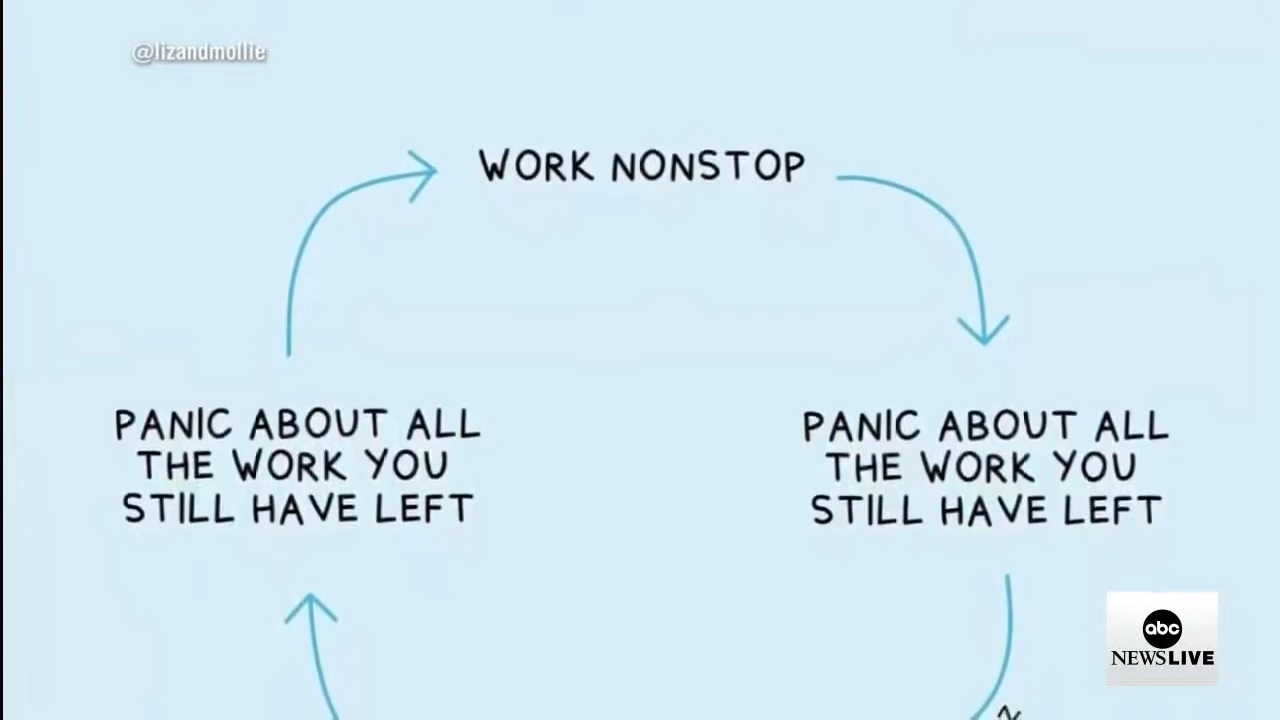 @lizandmollie
WORK NONSTOP
PANIC ABOUT ALL
THE WORK YOU
STILL HAVE LEFT
PANIC ABOUT ALL
THE WORK YOU
STILL HAVE LEFT
abc
NEWSLIVE